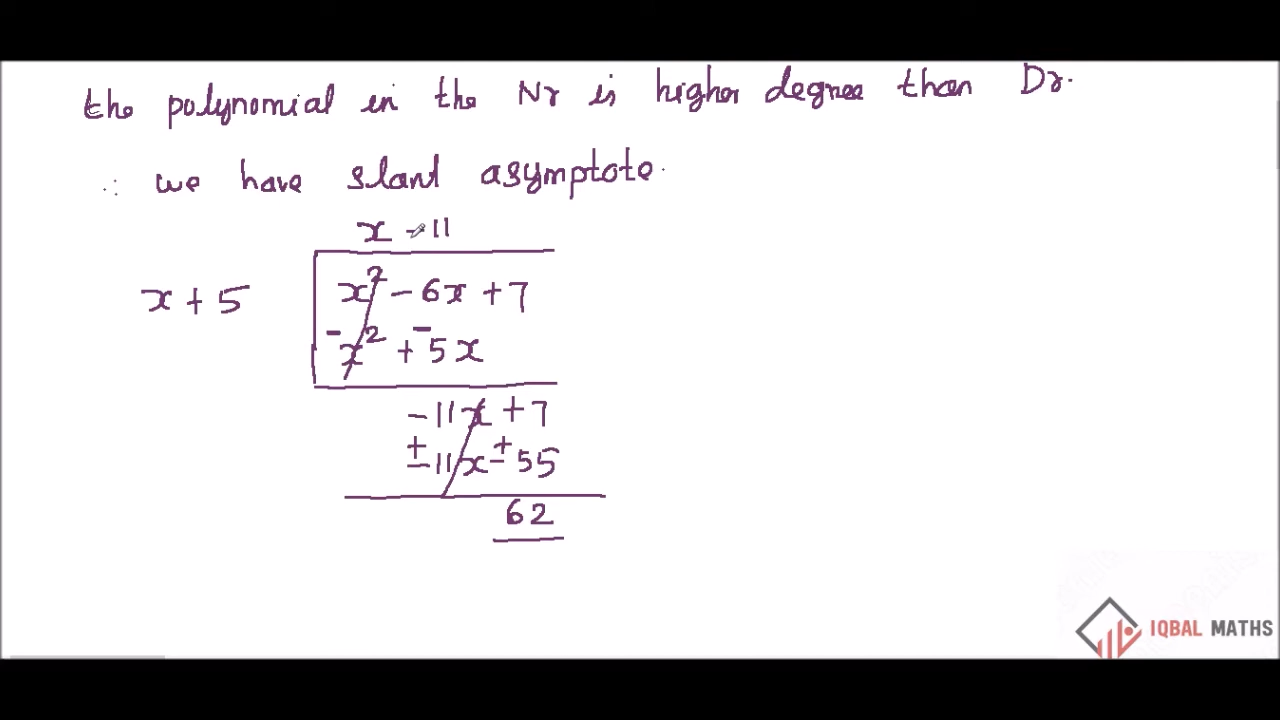 the polynomial in the Nr is higher degree than Dr.
∴ we have slant asymptote.
x - 11
x + 5
x² - 6x + 7
- -
x² + 5x
-11x + 7
+ +
-11x - 55
62
IQBAL MATHS